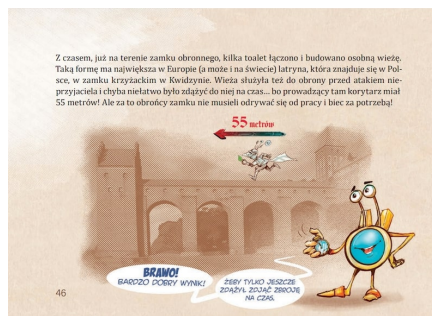 Z czasem, już na terenie zamku obronnego, kilka toalet łączono i budowano osobną wieżę.
Taką formę ma największa w Europie (a może i na świecie) latryna, która znajduje się w Pol-
sce, w zamku krzyżackim w Kwidzynie. Wieża służyła też do obrony przed atakiem nie-
przyjaciela i chyba niełatwo było zdążyć do niej na czas... bo prowadzący tam korytarz miał
55 metrów! Ale za to obrońcy zamku nie musieli odrywać się od pracy i biec za potrzebą!
55 metrów
BRAWO!
BARDZO DOBRY WYNIK!
ŻEBY TYLKO JESZCZE
ZDĄŻYŁ ZDJĄĆ ZBROJĘ
NA CZAS.
46